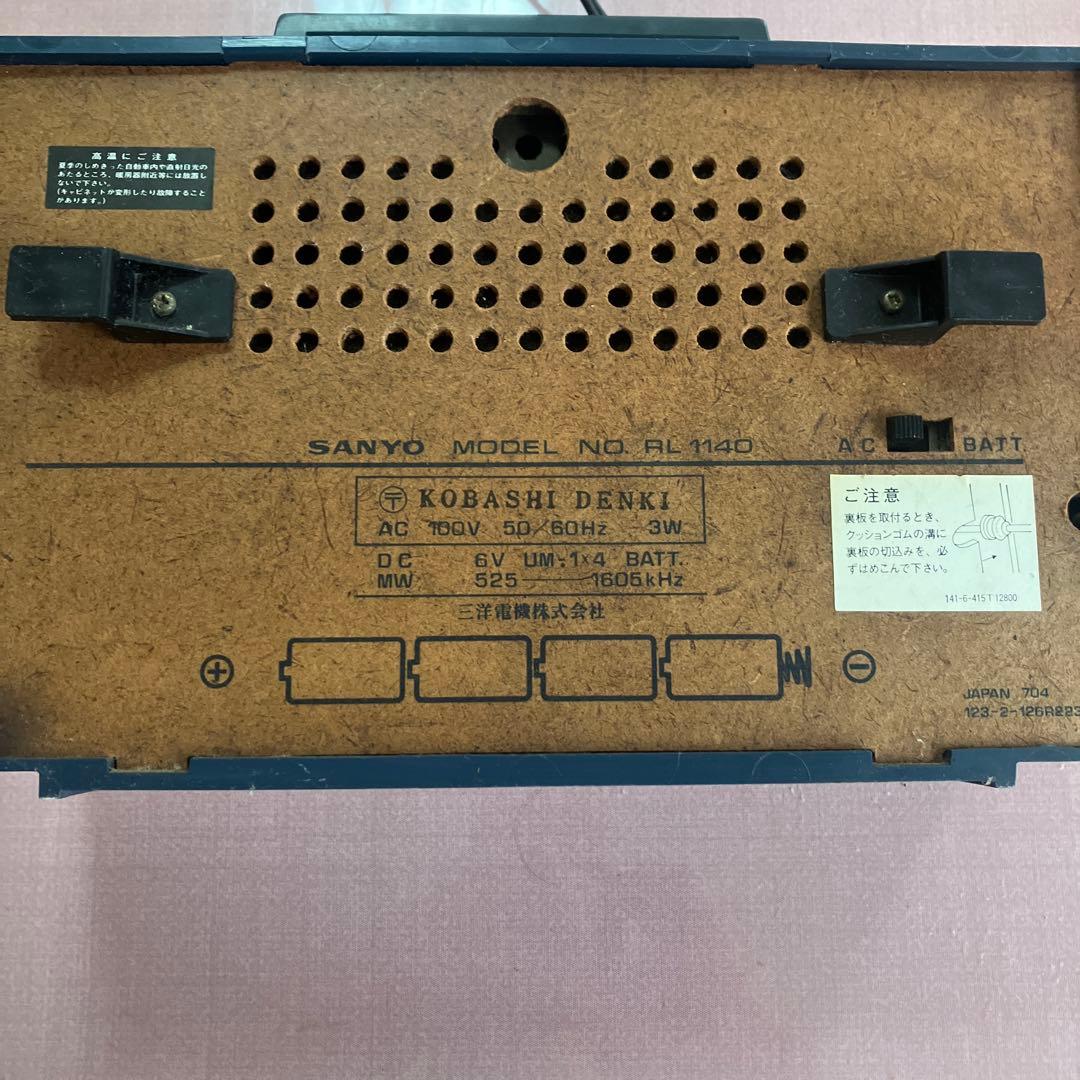 高温にご注意
夏季のしめきった自動車内や直射日光の
あたるところ、暖房器附近等には放置し
ないで下さい。
(キャビネットが変形したり故障すること
があります。)
SANYO MODEL NO. RL 1140
AC BATT
〒 KOBASHI DENKI
AC 100V 50/60Hz 3W
DC 6V UM-1×4 BATT.
MW 525 — 1605kHz
三洋電機株式会社
ご注意
裏板を取付るとき、
クッションゴムの溝に
裏板の切込みを、必
ずはめこんで下さい。
141-6-415T12800
⊕ ⊖
JAPAN 704
123-2-126R223